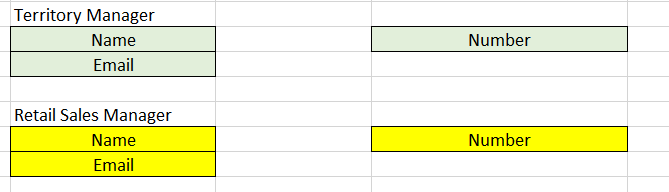 Territory Manager
Name Number
Email
Retail Sales Manager
Name Number
Email